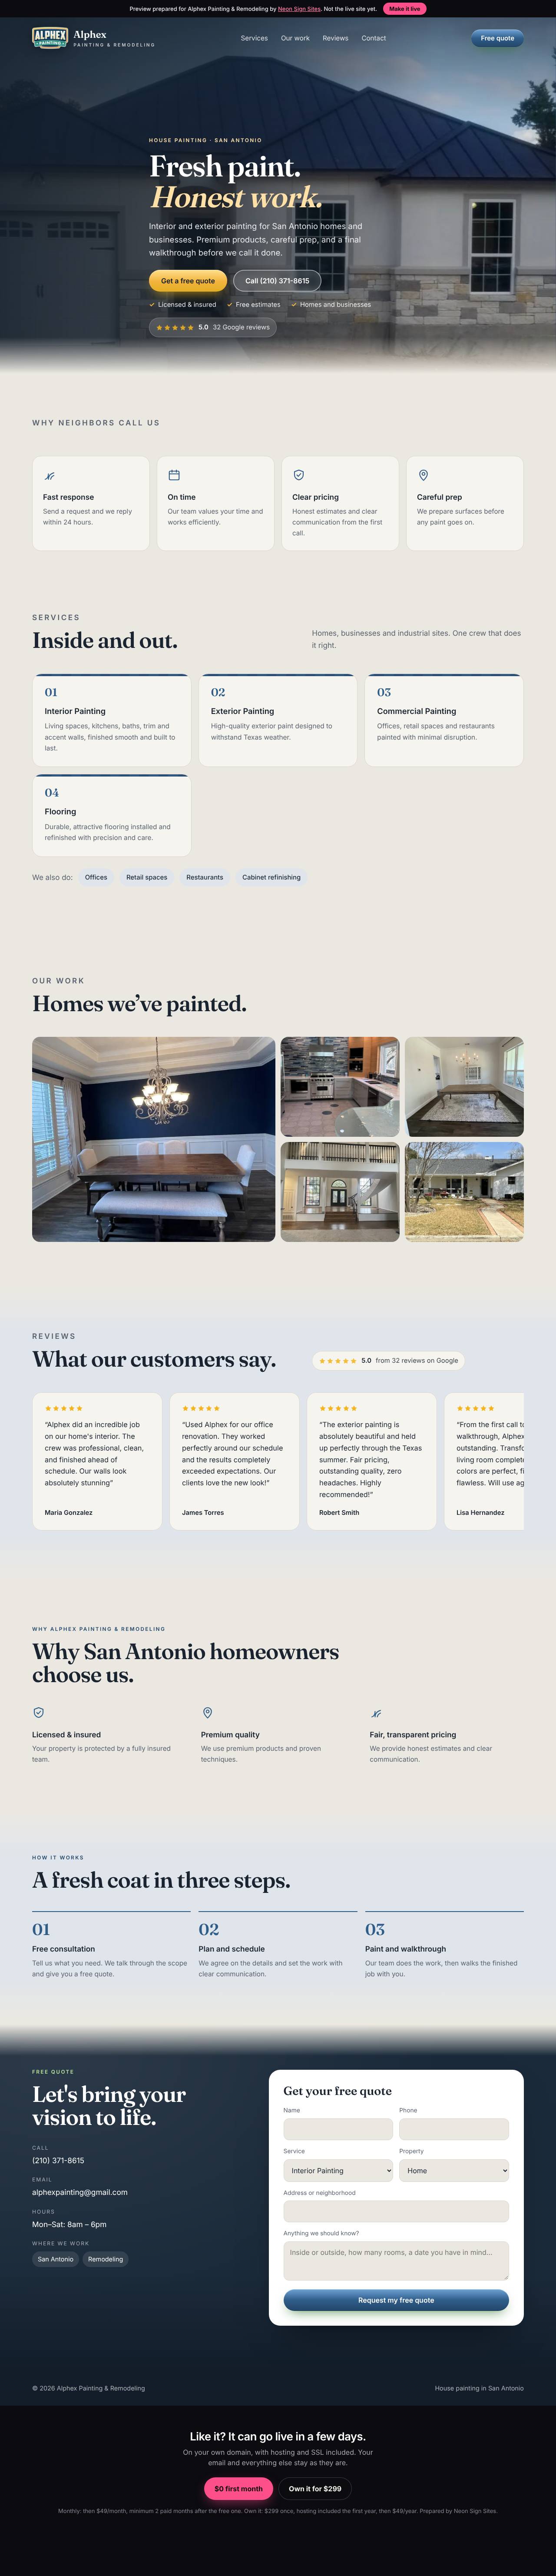 Preview prepared for Alphex Painting & Remodeling by Neon Sign Sites. Not the live site yet. Make it live
ALPHEX
PAINTING
Alphex
PAINTING & REMODELING
Services Our work Reviews Contact
Free quote
HOUSE PAINTING · SAN ANTONIO
Fresh paint.
Honest work.
Interior and exterior painting for San Antonio homes and
businesses. Premium products, careful prep, and a final
walkthrough before we call it done.
Get a free quote Call (210) 371-8615
✓ Licensed & insured ✓ Free estimates ✓ Homes and businesses
★★★★★ 5.0 32 Google reviews
WHY NEIGHBORS CALL US
Fast response
Send a request and we reply
within 24 hours.
On time
Our team values your time and
works efficiently.
Clear pricing
Honest estimates and clear
communication from the first
call.
Careful prep
We prepare surfaces before
any paint goes on.
SERVICES
Inside and out.
Homes, businesses and industrial sites. One crew that does
it right.
01
Interior Painting
Living spaces, kitchens, baths, trim and
accent walls, finished smooth and built to
last.
02
Exterior Painting
High-quality exterior paint designed to
withstand Texas weather.
03
Commercial Painting
Offices, retail spaces and restaurants
painted with minimal disruption.
04
Flooring
Durable, attractive flooring installed and
refinished with precision and care.
We also do: Offices Retail spaces Restaurants Cabinet refinishing
OUR WORK
Homes we’ve painted.
REVIEWS
What our customers say.
★★★★★ 5.0 from 32 reviews on Google
★★★★★
“Alphex did an incredible job
on our home's interior. The
crew was professional, clean,
and finished ahead of
schedule. Our walls look
absolutely stunning”
Maria Gonzalez
★★★★★
“Used Alphex for our office
renovation. They worked
perfectly around our schedule
and the results completely
exceeded expectations. Our
clients love the new look!”
James Torres
★★★★★
“The exterior painting is
absolutely beautiful and held
up perfectly through the Texas
summer. Fair pricing,
outstanding quality, zero
headaches. Highly
recommended!”
Robert Smith
★★★★★
“From the first call to
walkthrough, Alphex
outstanding. Transfo
living room complete
colors are perfect, fi
flawless. Will use ag
Lisa Hernandez
WHY ALPHEX PAINTING & REMODELING
Why San Antonio homeowners
choose us.
Licensed & insured
Your property is protected by a fully insured
team.
Premium quality
We use premium products and proven
techniques.
Fair, transparent pricing
We provide honest estimates and clear
communication.
HOW IT WORKS
A fresh coat in three steps.
01
Free consultation
Tell us what you need. We talk through the scope
and give you a free quote.
02
Plan and schedule
We agree on the details and set the work with
clear communication.
03
Paint and walkthrough
Our team does the work, then walks the finished
job with you.
FREE QUOTE
Let's bring your
vision to life.
CALL
(210) 371-8615
EMAIL
alphexpainting@gmail.com
HOURS
Mon–Sat: 8am – 6pm
WHERE WE WORK
San Antonio Remodeling
Get your free quote
Name Phone
Service Property
Interior Painting Home
Address or neighborhood
Anything we should know?
Inside or outside, how many rooms, a date you have in mind...
Request my free quote
© 2026 Alphex Painting & Remodeling
House painting in San Antonio
Like it? It can go live in a few days.
On your own domain, with hosting and SSL included. Your
email and everything else stay as they are.
$0 first month Own it for $299
Monthly: then $49/month, minimum 2 paid months after the free one. Own it: $299 once, hosting included the first year, then $49/year. Prepared by Neon Sign Sites.